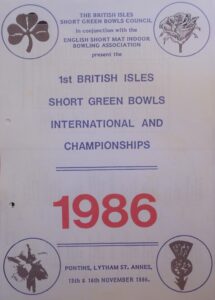 THE BRITISH ISLES
SHORT GREEN BOWLS COUNCIL
in conjunction with the
ENGLISH SHORT MAT INDOOR
BOWLING ASSOCIATION
present the
1st BRITISH ISLES
SHORT GREEN BOWLS
INTERNATIONAL AND
CHAMPIONSHIPS
1986
PONTINS, LYTHAM ST. ANNES,
15th & 16th NOVEMBER 1986.